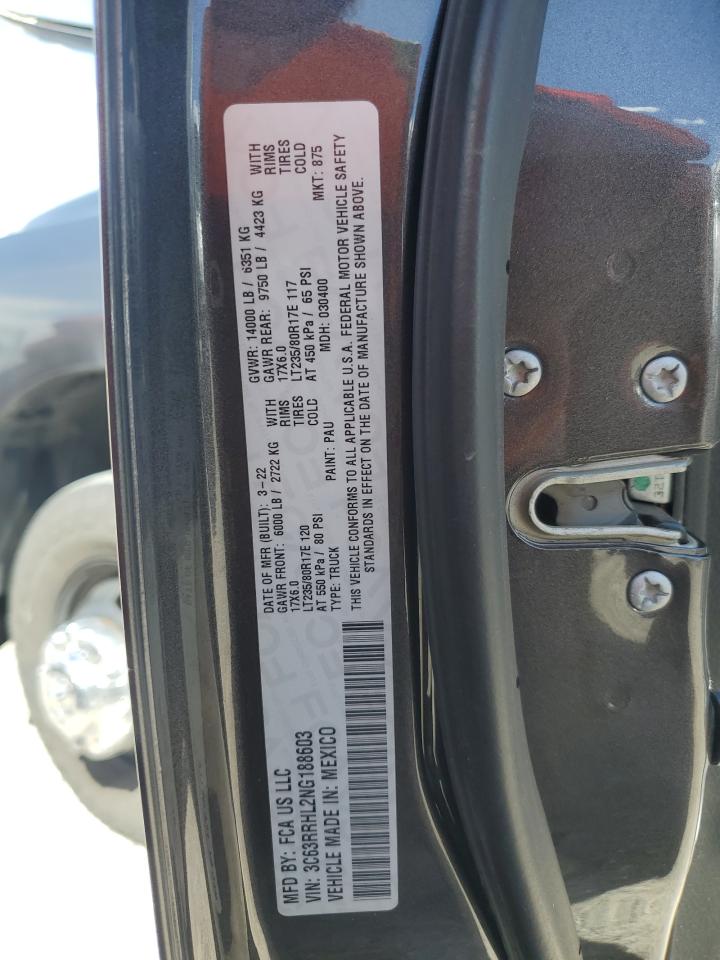 MFD BY: FCA US LLC
DATE OF MFR (BUILT): 3-22 GVWR: 14000 LB / 6351 KG
VIN: 3C63RRHL2NG188603
GAWR FRONT: 6000 LB / 2722 KG WITH GAWR REAR: 9750 LB / 4423 KG WITH
17X6.0 RIMS 17X6.0 RIMS
VEHICLE MADE IN: MEXICO
LT235/80R17E 120 TIRES LT235/80R17E 117 TIRES
AT 550 kPa / 80 PSI COLD AT 450 kPa / 65 PSI COLD
TYPE: TRUCK PAINT: PAU MDH: 030400 MKT: 875
THIS VEHICLE CONFORMS TO ALL APPLICABLE U.S.A. FEDERAL MOTOR VEHICLE SAFETY
STANDARDS IN EFFECT ON THE DATE OF MANUFACTURE SHOWN ABOVE.